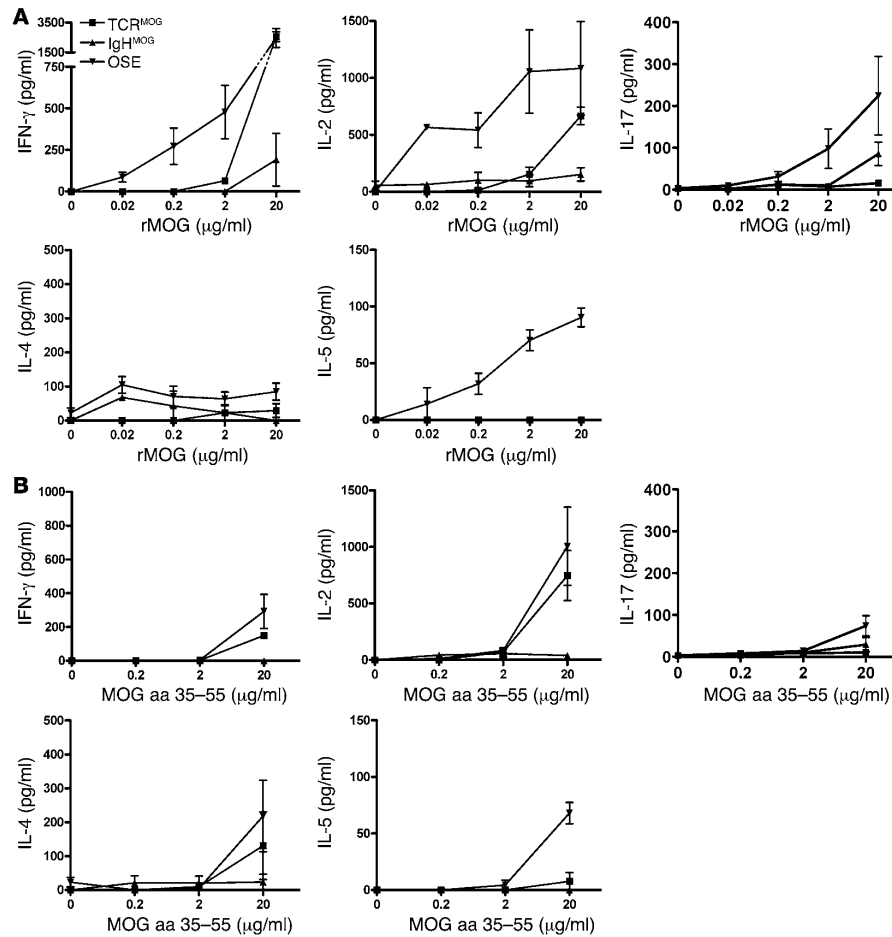 A
TCRMOG
IgHMOG
OSE
3500
1500
750
500
250
0
IFN-γ (pg/ml)
0 0.02 0.2 2 20
rMOG (μg/ml)
1500
1000
500
0
IL-2 (pg/ml)
0 0.02 0.2 2 20
rMOG (μg/ml)
400
300
200
100
0
IL-17 (pg/ml)
0 0.02 0.2 2 20
rMOG (μg/ml)
500
400
300
200
100
0
IL-4 (pg/ml)
0 0.02 0.2 2 20
rMOG (μg/ml)
150
100
50
0
IL-5 (pg/ml)
0 0.02 0.2 2 20
rMOG (μg/ml)
B
1000
800
600
400
200
0
IFN-γ (pg/ml)
0 0.2 2 20
MOG aa 35–55 (μg/ml)
1500
1000
500
0
IL-2 (pg/ml)
0 0.2 2 20
MOG aa 35–55 (μg/ml)
400
300
200
100
0
IL-17 (pg/ml)
0 0.2 2 20
MOG aa 35–55 (μg/ml)
500
400
300
200
100
0
IL-4 (pg/ml)
0 0.2 2 20
MOG aa 35–55 (μg/ml)
150
100
50
0
IL-5 (pg/ml)
0 0.2 2 20
MOG aa 35–55 (μg/ml)